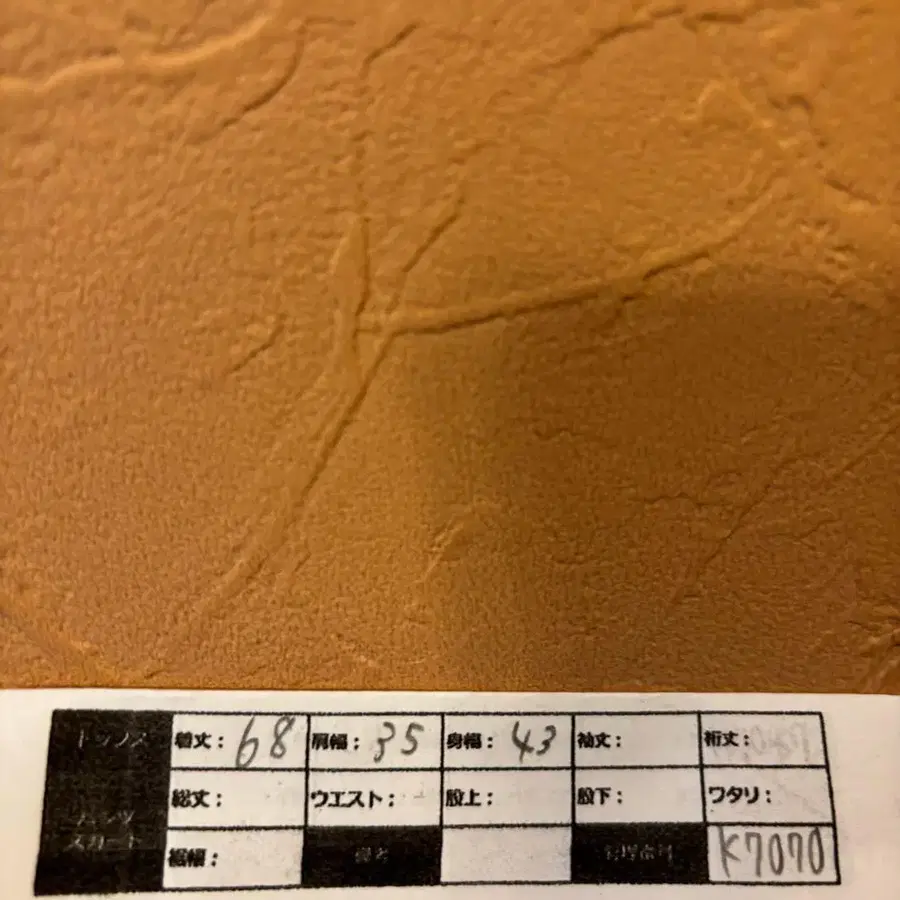 トップス 着丈: 68 肩幅: 35 身幅: 43 袖丈: 裄丈:
パンツ スカート 総丈: ウエスト: 股上: 股下: ワタリ:
裾幅: 備考 管理番号 K7070